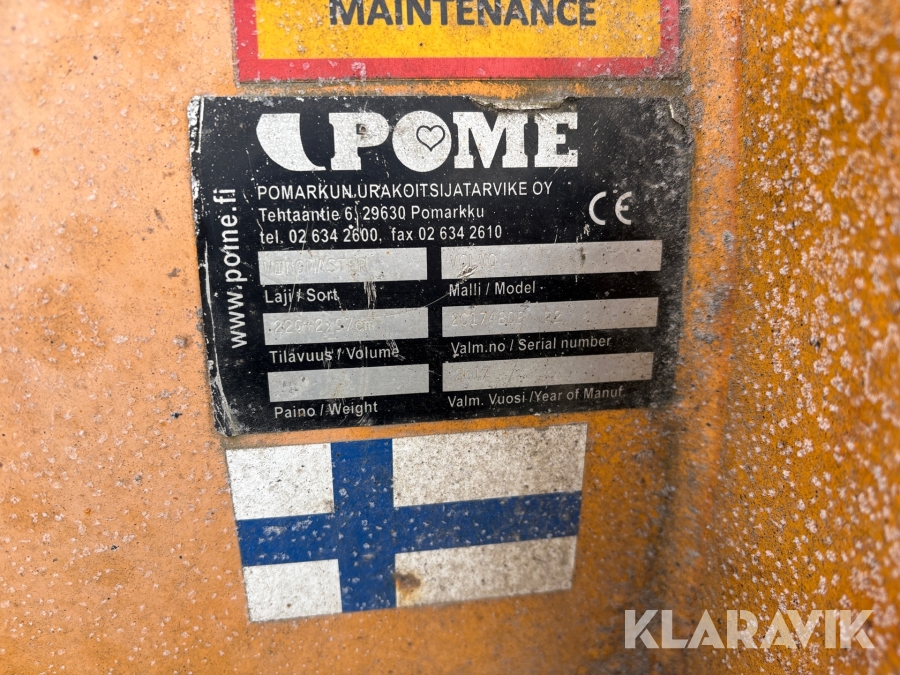 MAINTENANCE
POME
POMARKUN URAKOITSIJATARVIKE OY
Tehtaantie 6, 29630 Pomarkku
tel. 02 634 2600, fax 02 634 2610
CE
www.pome.fi
VOLVO
Laji / Sort
Malli / Model
Tilavuus / Volume
Valm.no / Serial number
Paino / Weight
Valm. Vuosi /Year of Manuf.
KLARAVIK